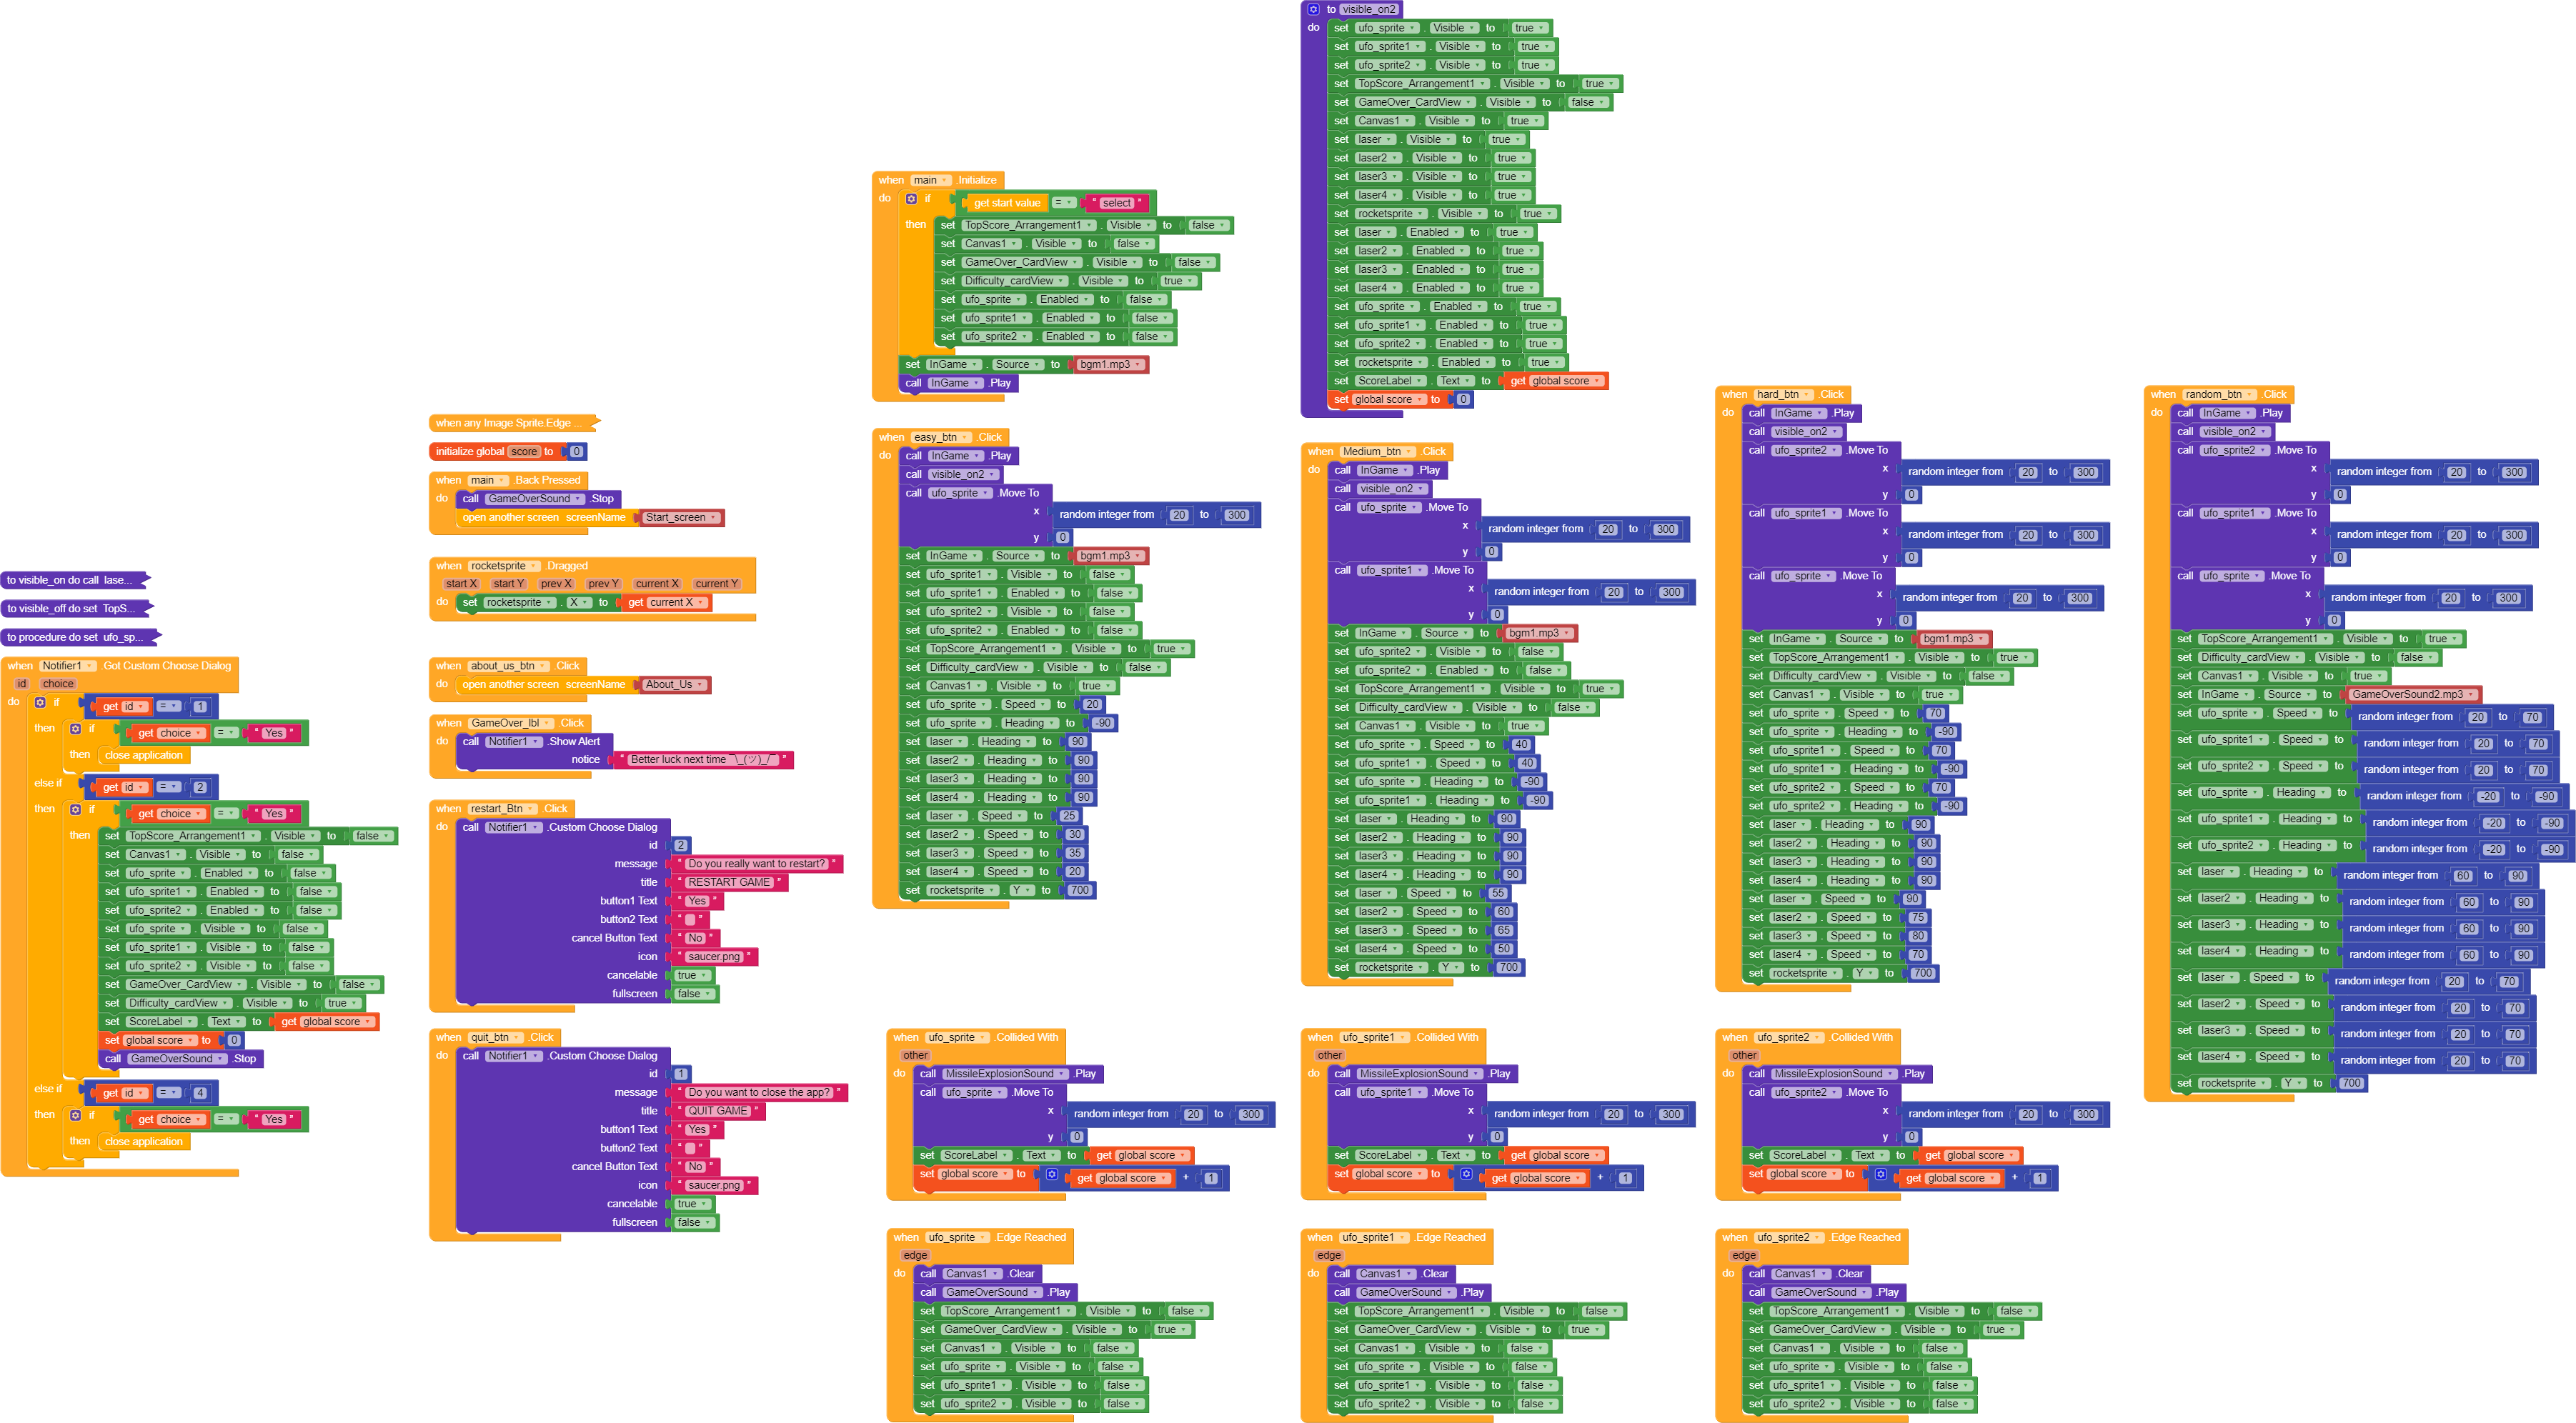 to visible_on do call lase...
to visible_off do set TopS...
to procedure do set ufo_sp...
when Notifier1 .Got Custom Choose Dialog
id choice
do if get id = 1
then if get choice = " Yes "
then close application
else if get id = 2
then if get choice = " Yes "
then set TopScore_Arrangement1 . Visible to false
set Canvas1 . Visible to false
set ufo_sprite . Enabled to false
set ufo_sprite1 . Enabled to false
set ufo_sprite2 . Enabled to false
set ufo_sprite . Visible to false
set ufo_sprite1 . Visible to false
set ufo_sprite2 . Visible to false
set GameOver_CardView . Visible to false
set Difficulty_cardView . Visible to true
set ScoreLabel . Text to get global score
set global score to 0
call GameOverSound .Stop
else if get id = 4
then if get choice = " Yes "
then close application
when any Image Sprite.Edge ...
initialize global score to 0
when main .Back Pressed
do call GameOverSound .Stop
open another screen screenName Start_screen
when rocketsprite .Dragged
start X start Y prev X prev Y current X current Y
do set rocketsprite . X to get current X
when about_us_btn .Click
do open another screen screenName About_Us
when GameOver_lbl .Click
do call Notifier1 .Show Alert
notice " Better luck next time ¯\_(ツ)_/¯ "
when restart_Btn .Click
do call Notifier1 .Custom Choose Dialog
id 2
message " Do you really want to restart? "
title " RESTART GAME "
button1 Text " Yes "
button2 Text " "
cancel Button Text " No "
icon " saucer.png "
cancelable true
fullscreen false
when quit_btn .Click
do call Notifier1 .Custom Choose Dialog
id 1
message " Do you want to close the app? "
title " QUIT GAME "
button1 Text " Yes "
button2 Text " "
cancel Button Text " No "
icon " saucer.png "
cancelable true
fullscreen false
when main .Initialize
do if get start value = " select "
then set TopScore_Arrangement1 . Visible to false
set Canvas1 . Visible to false
set GameOver_CardView . Visible to false
set Difficulty_cardView . Visible to true
set ufo_sprite . Enabled to false
set ufo_sprite1 . Enabled to false
set ufo_sprite2 . Enabled to false
set InGame . Source to bgm1.mp3
call InGame .Play
when easy_btn .Click
do call InGame .Play
call visible_on2
call ufo_sprite .Move To
x random integer from 20 to 300
y 0
set InGame . Source to bgm1.mp3
set ufo_sprite1 . Visible to false
set ufo_sprite1 . Enabled to false
set ufo_sprite2 . Visible to false
set ufo_sprite2 . Enabled to false
set TopScore_Arrangement1 . Visible to true
set Difficulty_cardView . Visible to false
set Canvas1 . Visible to true
set ufo_sprite . Speed to 20
set ufo_sprite . Heading to -90
set laser . Heading to 90
set laser2 . Heading to 90
set laser3 . Heading to 90
set laser4 . Heading to 90
set laser . Speed to 25
set laser2 . Speed to 30
set laser3 . Speed to 35
set laser4 . Speed to 20
set rocketsprite . Y to 700
when ufo_sprite .Collided With
other
do call MissileExplosionSound .Play
call ufo_sprite .Move To
x random integer from 20 to 300
y 0
set ScoreLabel . Text to get global score
set global score to get global score + 1
when ufo_sprite .Edge Reached
edge
do call Canvas1 .Clear
call GameOverSound .Play
set TopScore_Arrangement1 . Visible to false
set GameOver_CardView . Visible to true
set Canvas1 . Visible to false
set ufo_sprite . Visible to false
set ufo_sprite1 . Visible to false
set ufo_sprite2 . Visible to false
to visible_on2
do set ufo_sprite . Visible to true
set ufo_sprite1 . Visible to true
set ufo_sprite2 . Visible to true
set TopScore_Arrangement1 . Visible to true
set GameOver_CardView . Visible to false
set Canvas1 . Visible to true
set laser . Visible to true
set laser2 . Visible to true
set laser3 . Visible to true
set laser4 . Visible to true
set rocketsprite . Visible to true
set laser . Enabled to true
set laser2 . Enabled to true
set laser3 . Enabled to true
set laser4 . Enabled to true
set ufo_sprite . Enabled to true
set ufo_sprite1 . Enabled to true
set ufo_sprite2 . Enabled to true
set rocketsprite . Enabled to true
set ScoreLabel . Text to get global score
set global score to 0
when Medium_btn .Click
do call InGame .Play
call visible_on2
call ufo_sprite .Move To
x random integer from 20 to 300
y 0
call ufo_sprite1 .Move To
x random integer from 20 to 300
y 0
set InGame . Source to bgm1.mp3
set ufo_sprite2 . Visible to false
set ufo_sprite2 . Enabled to false
set TopScore_Arrangement1 . Visible to true
set Difficulty_cardView . Visible to false
set Canvas1 . Visible to true
set ufo_sprite . Speed to 40
set ufo_sprite1 . Speed to 40
set ufo_sprite . Heading to -90
set ufo_sprite1 . Heading to -90
set laser . Heading to 90
set laser2 . Heading to 90
set laser3 . Heading to 90
set laser4 . Heading to 90
set laser . Speed to 55
set laser2 . Speed to 60
set laser3 . Speed to 65
set laser4 . Speed to 50
set rocketsprite . Y to 700
when ufo_sprite1 .Collided With
other
do call MissileExplosionSound .Play
call ufo_sprite1 .Move To
x random integer from 20 to 300
y 0
set ScoreLabel . Text to get global score
set global score to get global score + 1
when ufo_sprite1 .Edge Reached
edge
do call Canvas1 .Clear
call GameOverSound .Play
set TopScore_Arrangement1 . Visible to false
set GameOver_CardView . Visible to true
set Canvas1 . Visible to false
set ufo_sprite . Visible to false
set ufo_sprite1 . Visible to false
set ufo_sprite2 . Visible to false
when hard_btn .Click
do call InGame .Play
call visible_on2
call ufo_sprite2 .Move To
x random integer from 20 to 300
y 0
call ufo_sprite1 .Move To
x random integer from 20 to 300
y 0
call ufo_sprite .Move To
x random integer from 20 to 300
y 0
set InGame . Source to bgm1.mp3
set TopScore_Arrangement1 . Visible to true
set Difficulty_cardView . Visible to false
set Canvas1 . Visible to true
set ufo_sprite . Speed to 70
set ufo_sprite . Heading to -90
set ufo_sprite1 . Speed to 70
set ufo_sprite1 . Heading to -90
set ufo_sprite2 . Speed to 70
set ufo_sprite2 . Heading to -90
set laser . Heading to 90
set laser2 . Heading to 90
set laser3 . Heading to 90
set laser4 . Heading to 90
set laser . Speed to 90
set laser2 . Speed to 75
set laser3 . Speed to 80
set laser4 . Speed to 70
set rocketsprite . Y to 700
when ufo_sprite2 .Collided With
other
do call MissileExplosionSound .Play
call ufo_sprite2 .Move To
x random integer from 20 to 300
y 0
set ScoreLabel . Text to get global score
set global score to get global score + 1
when ufo_sprite2 .Edge Reached
edge
do call Canvas1 .Clear
call GameOverSound .Play
set TopScore_Arrangement1 . Visible to false
set GameOver_CardView . Visible to true
set Canvas1 . Visible to false
set ufo_sprite . Visible to false
set ufo_sprite1 . Visible to false
set ufo_sprite2 . Visible to false
when random_btn .Click
do call InGame .Play
call visible_on2
call ufo_sprite2 .Move To
x random integer from 20 to 300
y 0
call ufo_sprite1 .Move To
x random integer from 20 to 300
y 0
call ufo_sprite .Move To
x random integer from 20 to 300
y 0
set TopScore_Arrangement1 . Visible to true
set Difficulty_cardView . Visible to false
set Canvas1 . Visible to true
set InGame . Source to GameOverSound2.mp3
set ufo_sprite . Speed to random integer from 20 to 70
set ufo_sprite1 . Speed to random integer from 20 to 70
set ufo_sprite2 . Speed to random integer from 20 to 70
set ufo_sprite . Heading to random integer from -20 to -90
set ufo_sprite1 . Heading to random integer from -20 to -90
set ufo_sprite2 . Heading to random integer from -20 to -90
set laser . Heading to random integer from 60 to 90
set laser2 . Heading to random integer from 60 to 90
set laser3 . Heading to random integer from 60 to 90
set laser4 . Heading to random integer from 60 to 90
set laser . Speed to random integer from 20 to 70
set laser2 . Speed to random integer from 20 to 70
set laser3 . Speed to random integer from 20 to 70
set laser4 . Speed to random integer from 20 to 70
set rocketsprite . Y to 700